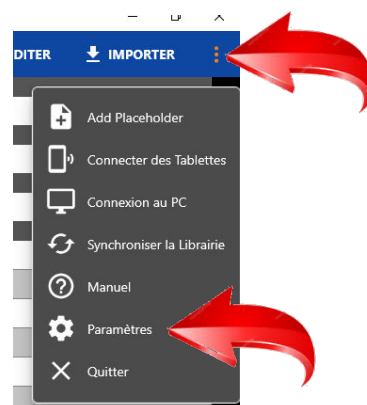 DITER IMPORTER
Add Placeholder
Connecter des Tablettes
Connexion au PC
Synchroniser la Librairie
Manuel
Paramètres
Quitter